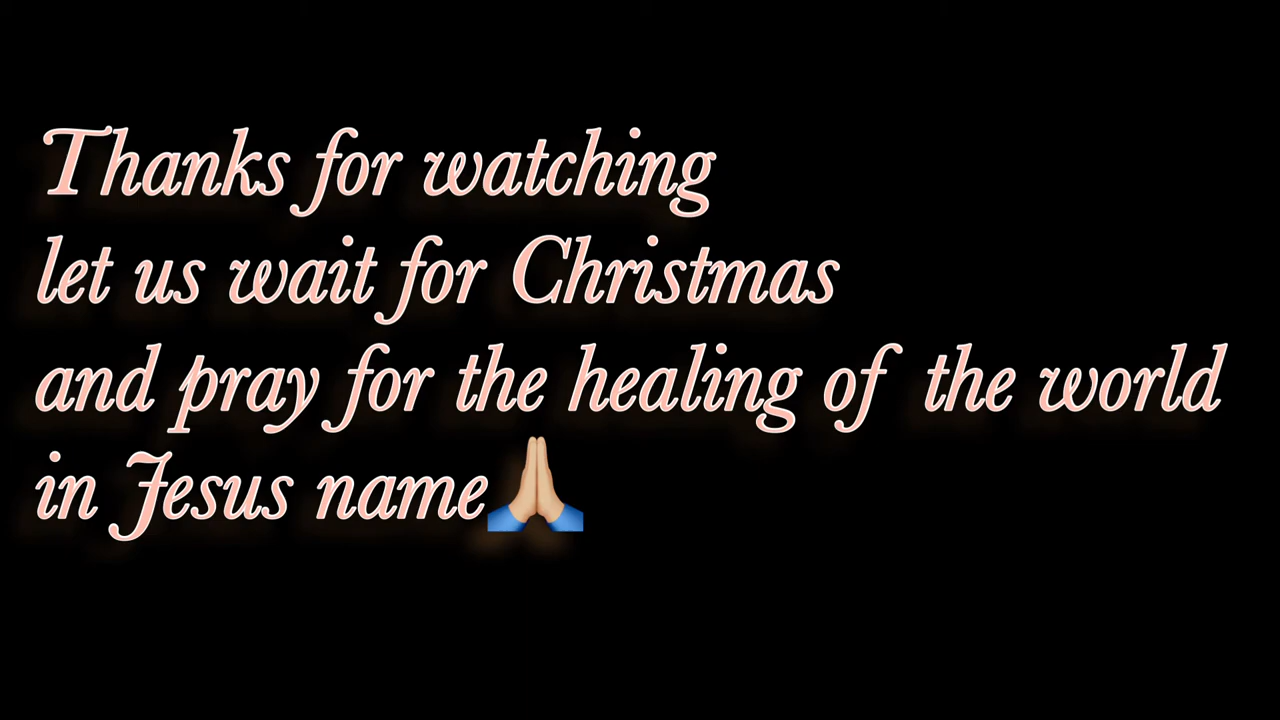 Thanks for watching
let us wait for Christmas
and pray for the healing of the world
in Jesus name🙏🏼